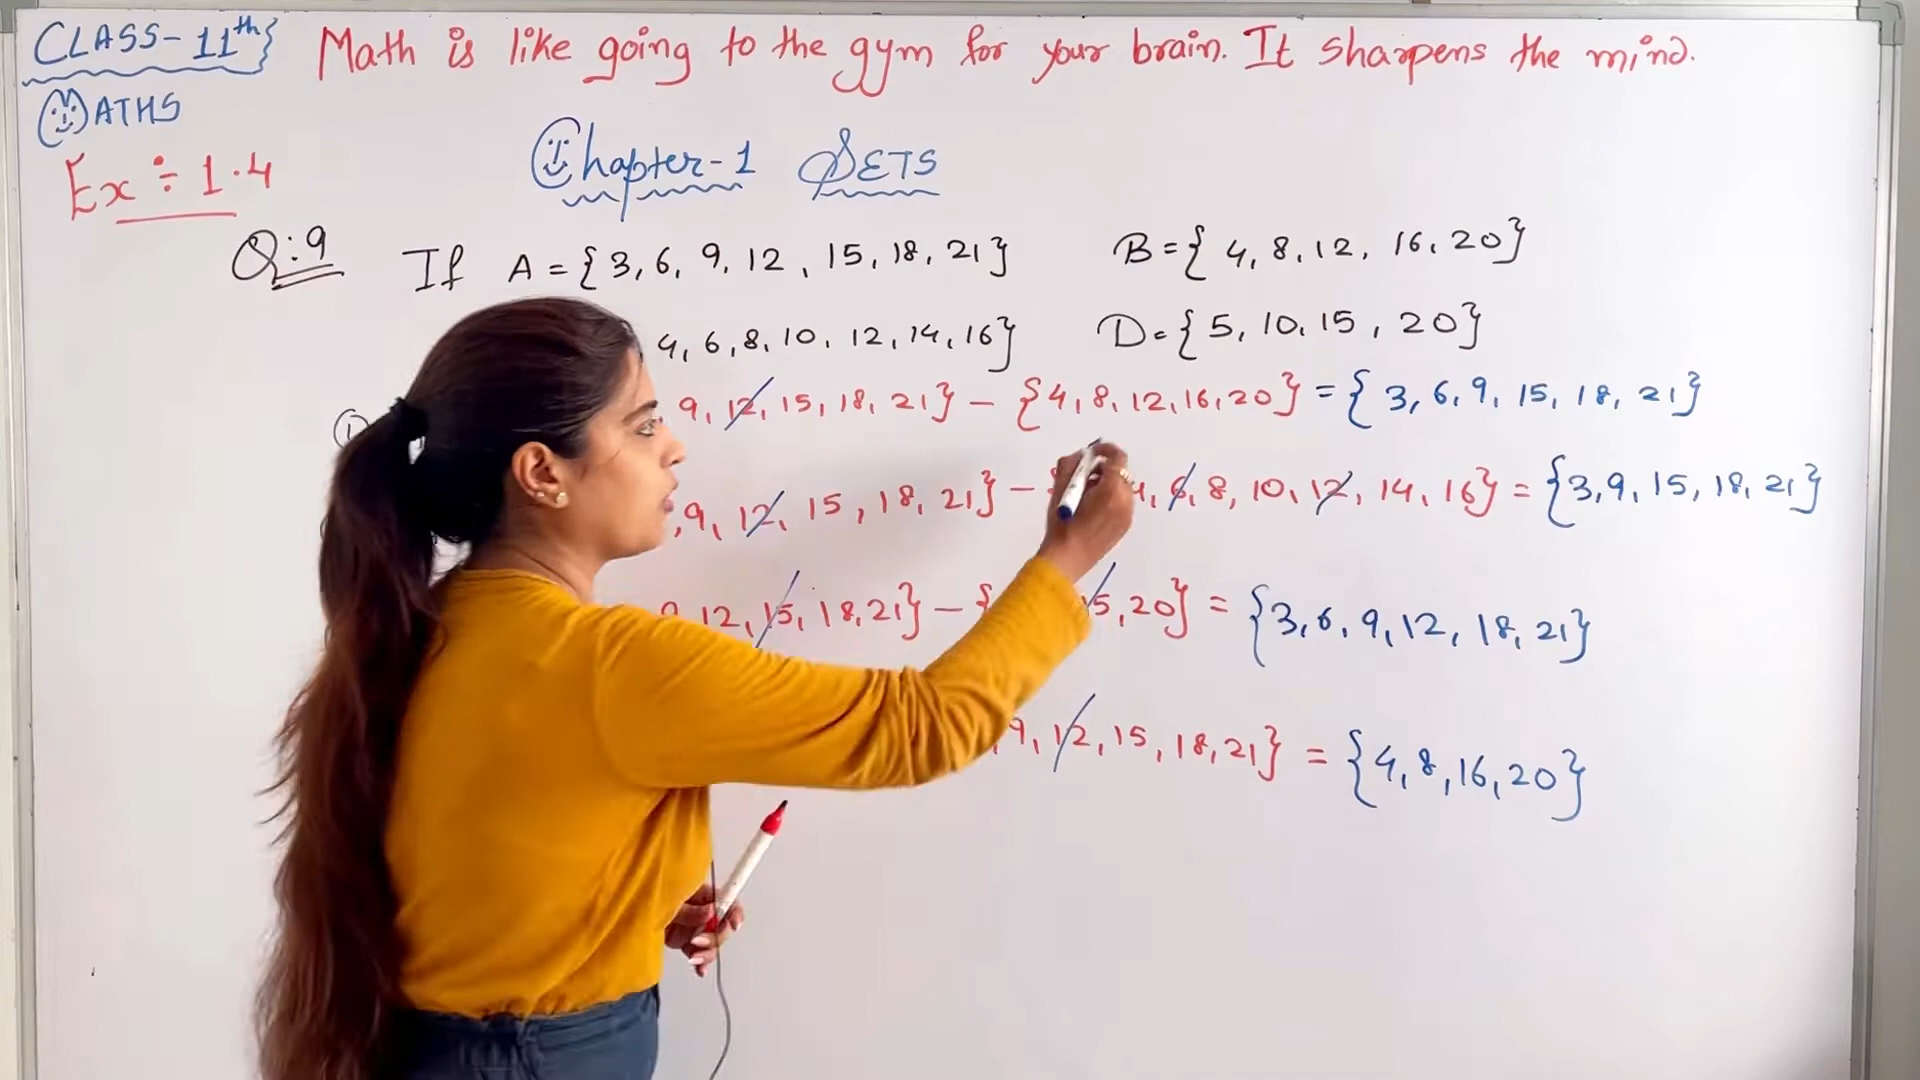 CLASS-11th}
Math is like going to the gym for your brain. It sharpens the mind.
MATHS
Chapter-1 SETS
Ex ÷ 1.4
Q:9 If A={3, 6, 9, 12, 15, 18, 21} B={4, 8, 12, 16, 20}
4, 6, 8, 10, 12, 14, 16} D={5, 10, 15, 20}
9, 12, 15, 18, 21} - {4, 8, 12, 16, 20} = {3, 6, 9, 15, 18, 21}
, 9, 12, 15, 18, 21} - { 4, 6, 8, 10, 12, 14, 16} = {3, 9, 15, 18, 21}
12, 15, 18, 21} - { 15, 20} = {3, 6, 9, 12, 18, 21}
9, 12, 15, 18, 21} = {4, 8, 16, 20}